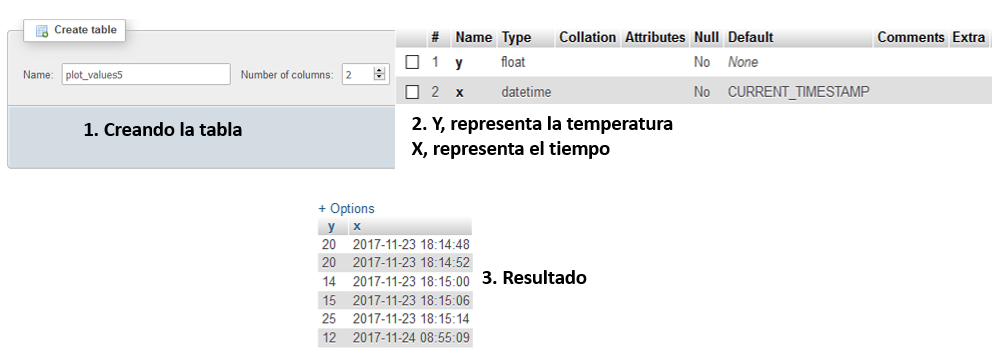 Create table
Name: plot_values5 Number of columns: 2
1. Creando la tabla
# Name Type Collation Attributes Null Default Comments Extra
1 y float No None
2 x datetime No CURRENT_TIMESTAMP
2. Y, representa la temperatura
X, representa el tiempo
+ Options
y x
20 2017-11-23 18:14:48
20 2017-11-23 18:14:52
14 2017-11-23 18:15:00
15 2017-11-23 18:15:06
25 2017-11-23 18:15:14
12 2017-11-24 08:55:09
3. Resultado